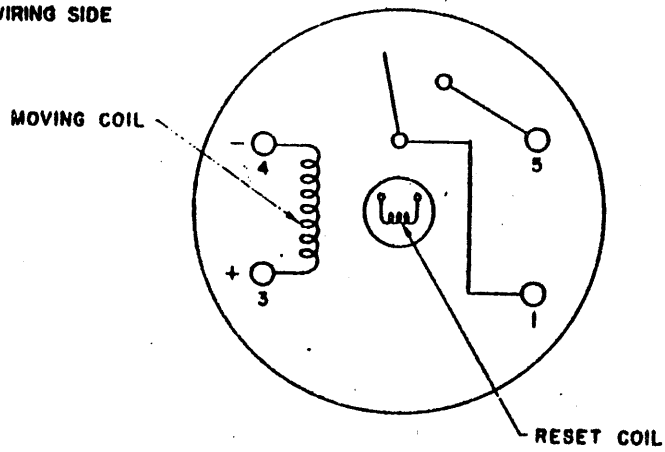 WIRING SIDE
MOVING COIL
- 4
5
+ 3
1
RESET COIL